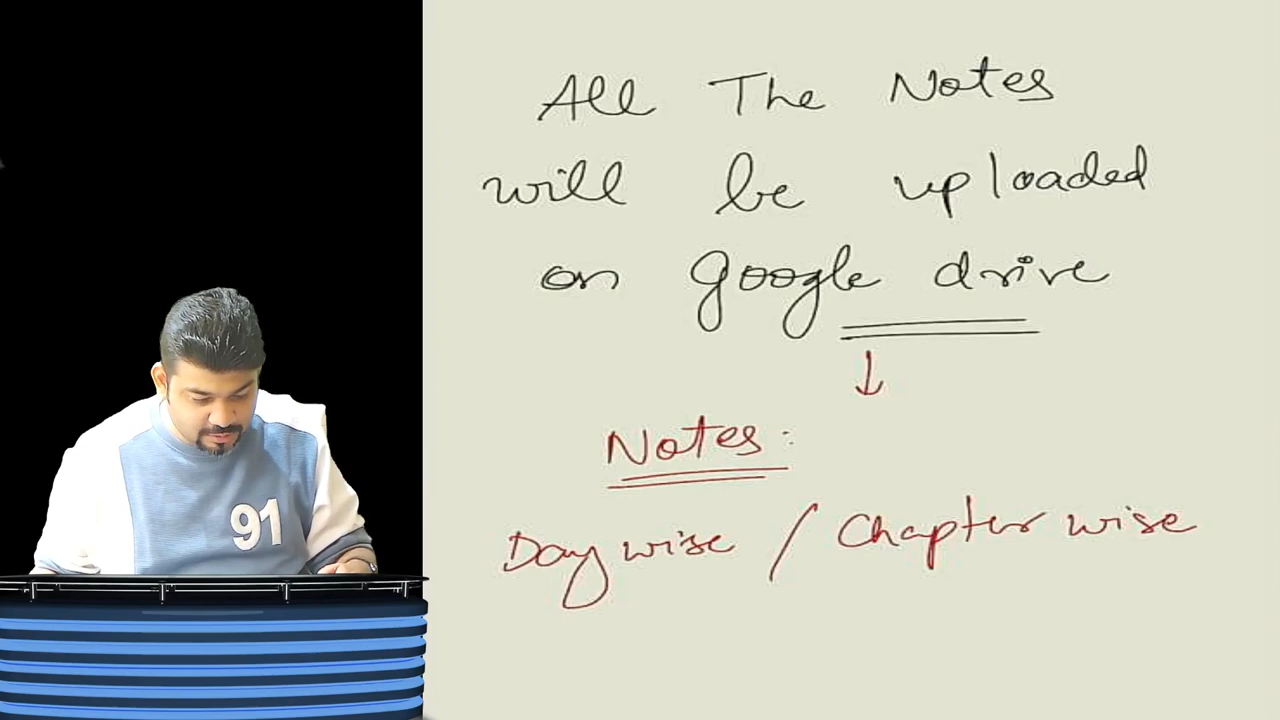 All The Notes
will be uploaded
on google drive
↓
Notes:
Day wise / Chapter wise
91